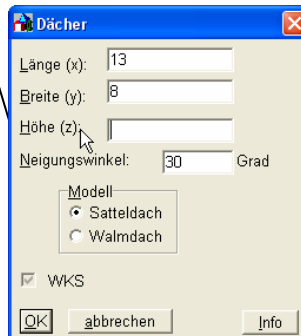 Dächer
Länge (x): 13
Breite (y): 8
Höhe (z):
Neigungswinkel: 30 Grad
Modell
Satteldach
Walmdach
WKS
OK abbrechen Info